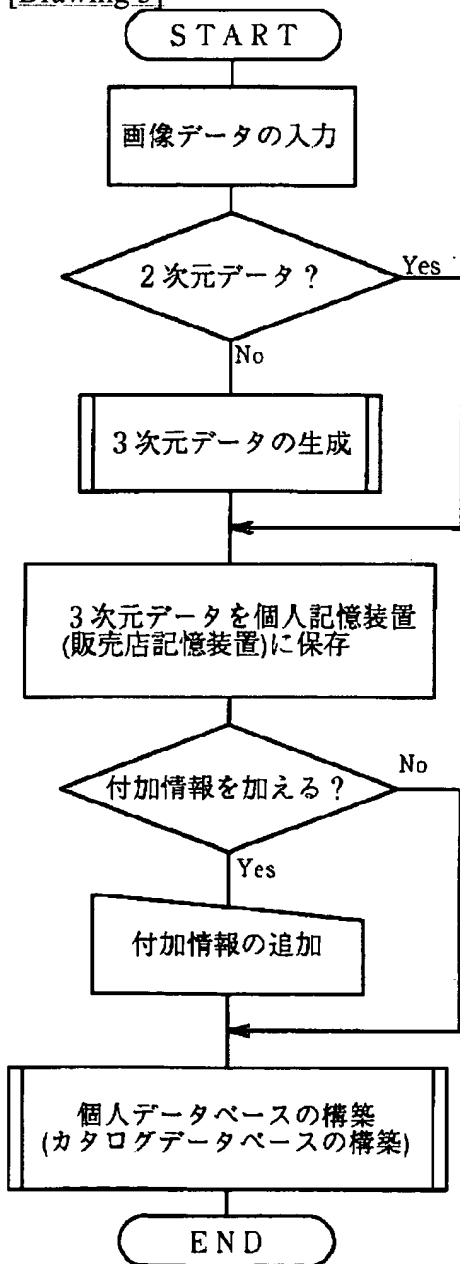 [Drawing 3]
START
画像データの入力
2次元データ?
Yes
No
3次元データの生成
3次元データを個人記憶装置
(販売店記憶装置)に保存
付加情報を加える?
No
Yes
付加情報の追加
個人データベースの構築
(カタログデータベースの構築)
END